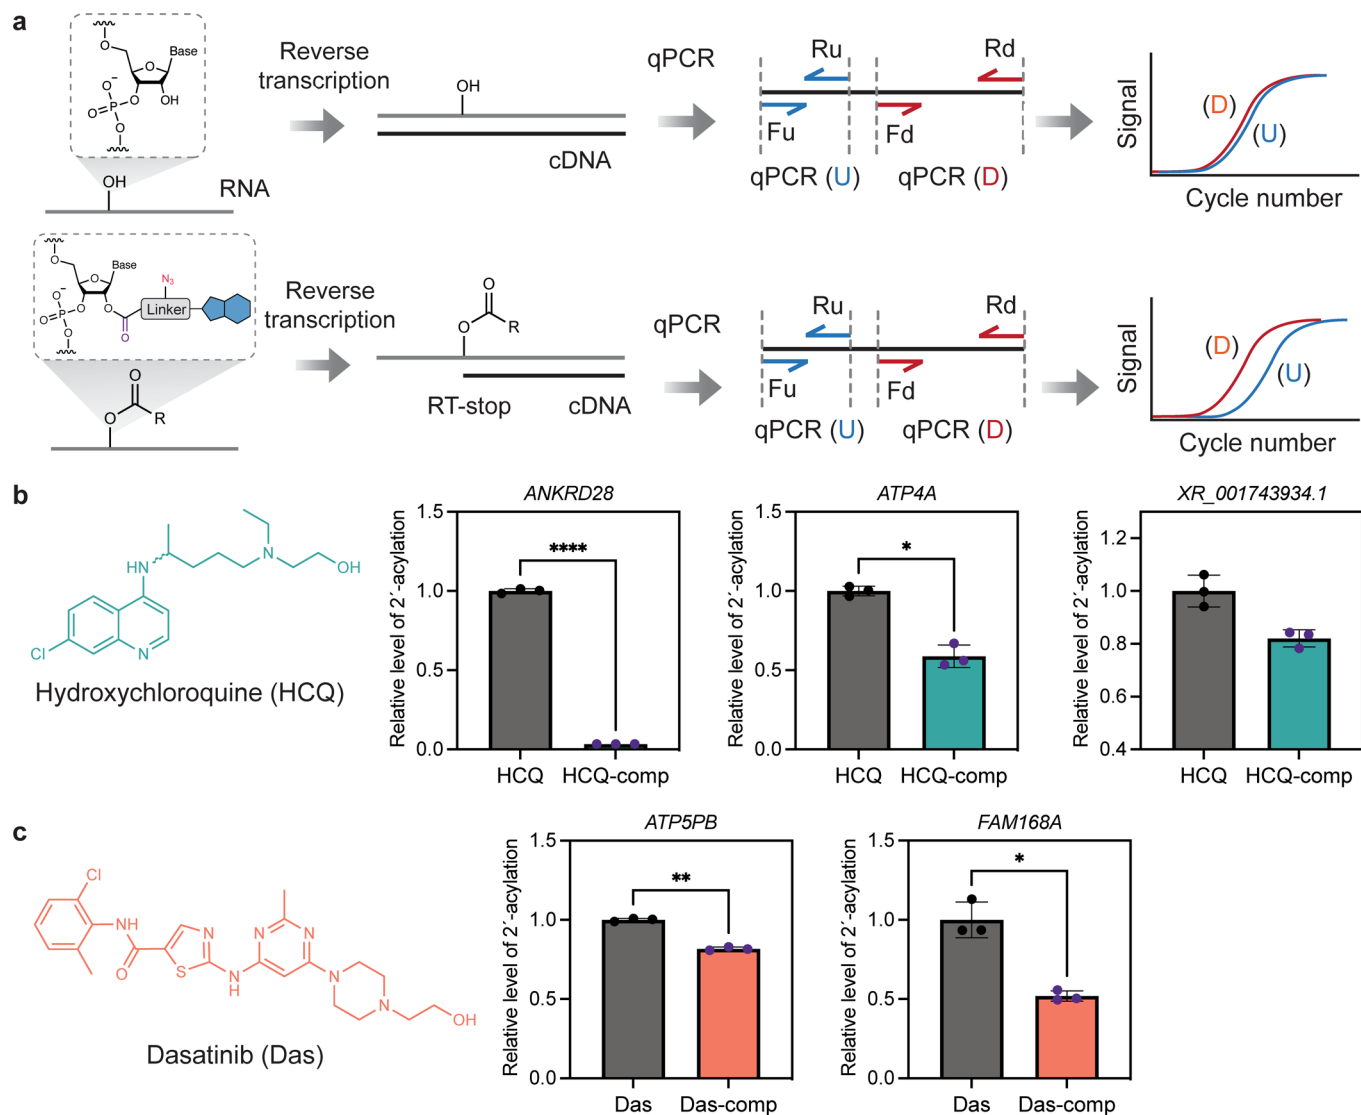 a
Base
O
O
O
P
O
OH
O⁻
O
OH
RNA
Reverse
transcription
OH
cDNA
qPCR
Ru
Rd
Fu
Fd
qPCR (U)
qPCR (D)
Signal
(D)
(U)
Cycle number
Base
O
O
O
P
O
O⁻
O
O
O
N₃
Linker
O
O
R
Reverse
transcription
O
O
R
RT-stop
cDNA
qPCR
Ru
Rd
Fu
Fd
qPCR (U)
qPCR (D)
Signal
(D)
(U)
Cycle number
b
HN
N
OH
Cl
N
Hydroxychloroquine (HCQ)
ANKRD28
Relative level of 2´-acylation
1.5
1.0
0.5
0.0
****
HCQ
HCQ-comp
ATP4A
Relative level of 2´-acylation
1.5
1.0
0.5
0.0
*
HCQ
HCQ-comp
XR_001743934.1
Relative level of 2´-acylation
1.2
1.0
0.8
0.6
0.4
HCQ
HCQ-comp
c
Cl
NH
O
N
S
N
H
N
N
N
N
OH
Dasatinib (Das)
ATP5PB
Relative level of 2´-acylation
1.5
1.0
0.5
0.0
**
Das
Das-comp
FAM168A
Relative level of 2´-acylation
1.5
1.0
0.5
0.0
*
Das
Das-comp